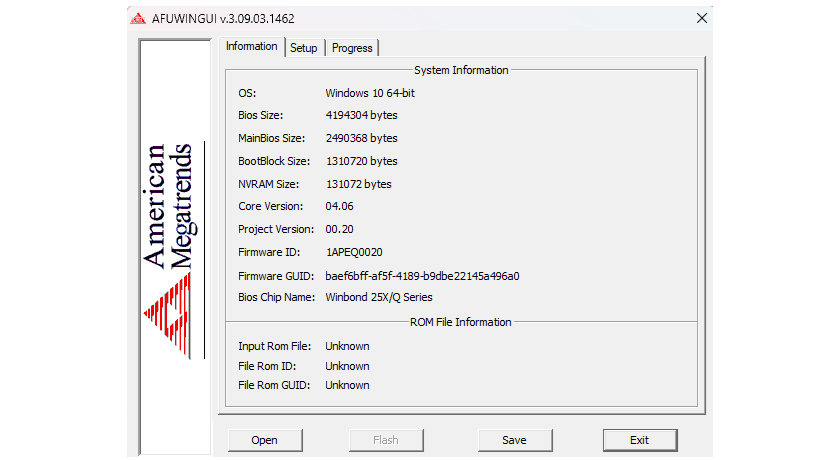 AFUWINGUI v.3.09.03.1462
Information Setup Progress
System Information
OS: Windows 10 64-bit
Bios Size: 4194304 bytes
MainBios Size: 2490368 bytes
BootBlock Size: 1310720 bytes
NVRAM Size: 131072 bytes
Core Version: 04.06
Project Version: 00.20
Firmware ID: 1APEQ0020
Firmware GUID: baef6bff-af5f-4189-b9dbe22145a496a0
Bios Chip Name: Winbond 25X/Q Series
ROM File Information
Input Rom File: Unknown
File Rom ID: Unknown
File Rom GUID: Unknown
Open Flash Save Exit
American
Megatrends